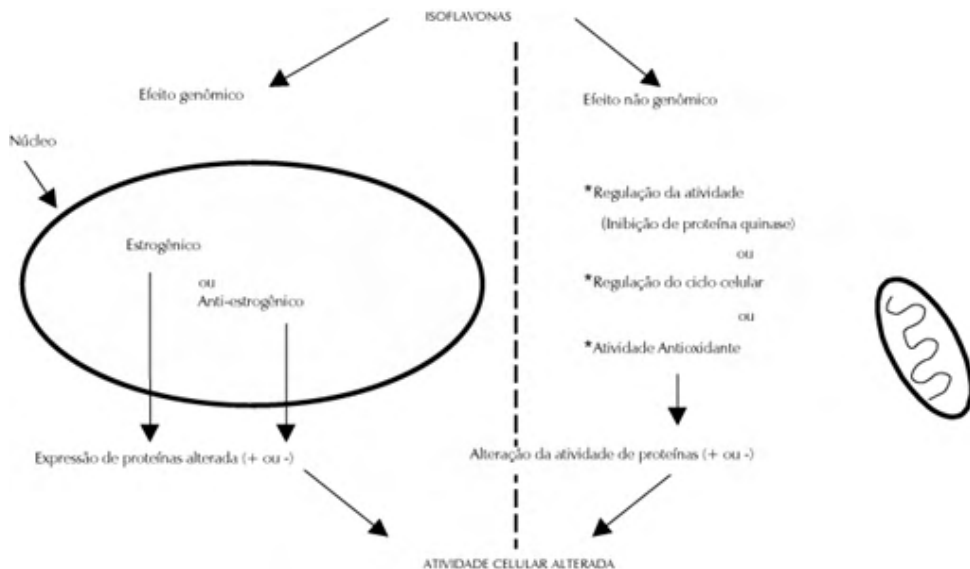 ISOFLAVONAS
Efeito genômico
Núcleo
Estrogênico
ou
Anti-estrogênico
Expressão de proteínas alterada (+ ou -)
Efeito não genômico
*Regulação da atividade
(Inibição de proteína quinase)
ou
*Regulação do ciclo celular
ou
*Atividade Antioxidante
Alteração da atividade de proteínas (+ ou -)
ATIVIDADE CELULAR ALTERADA